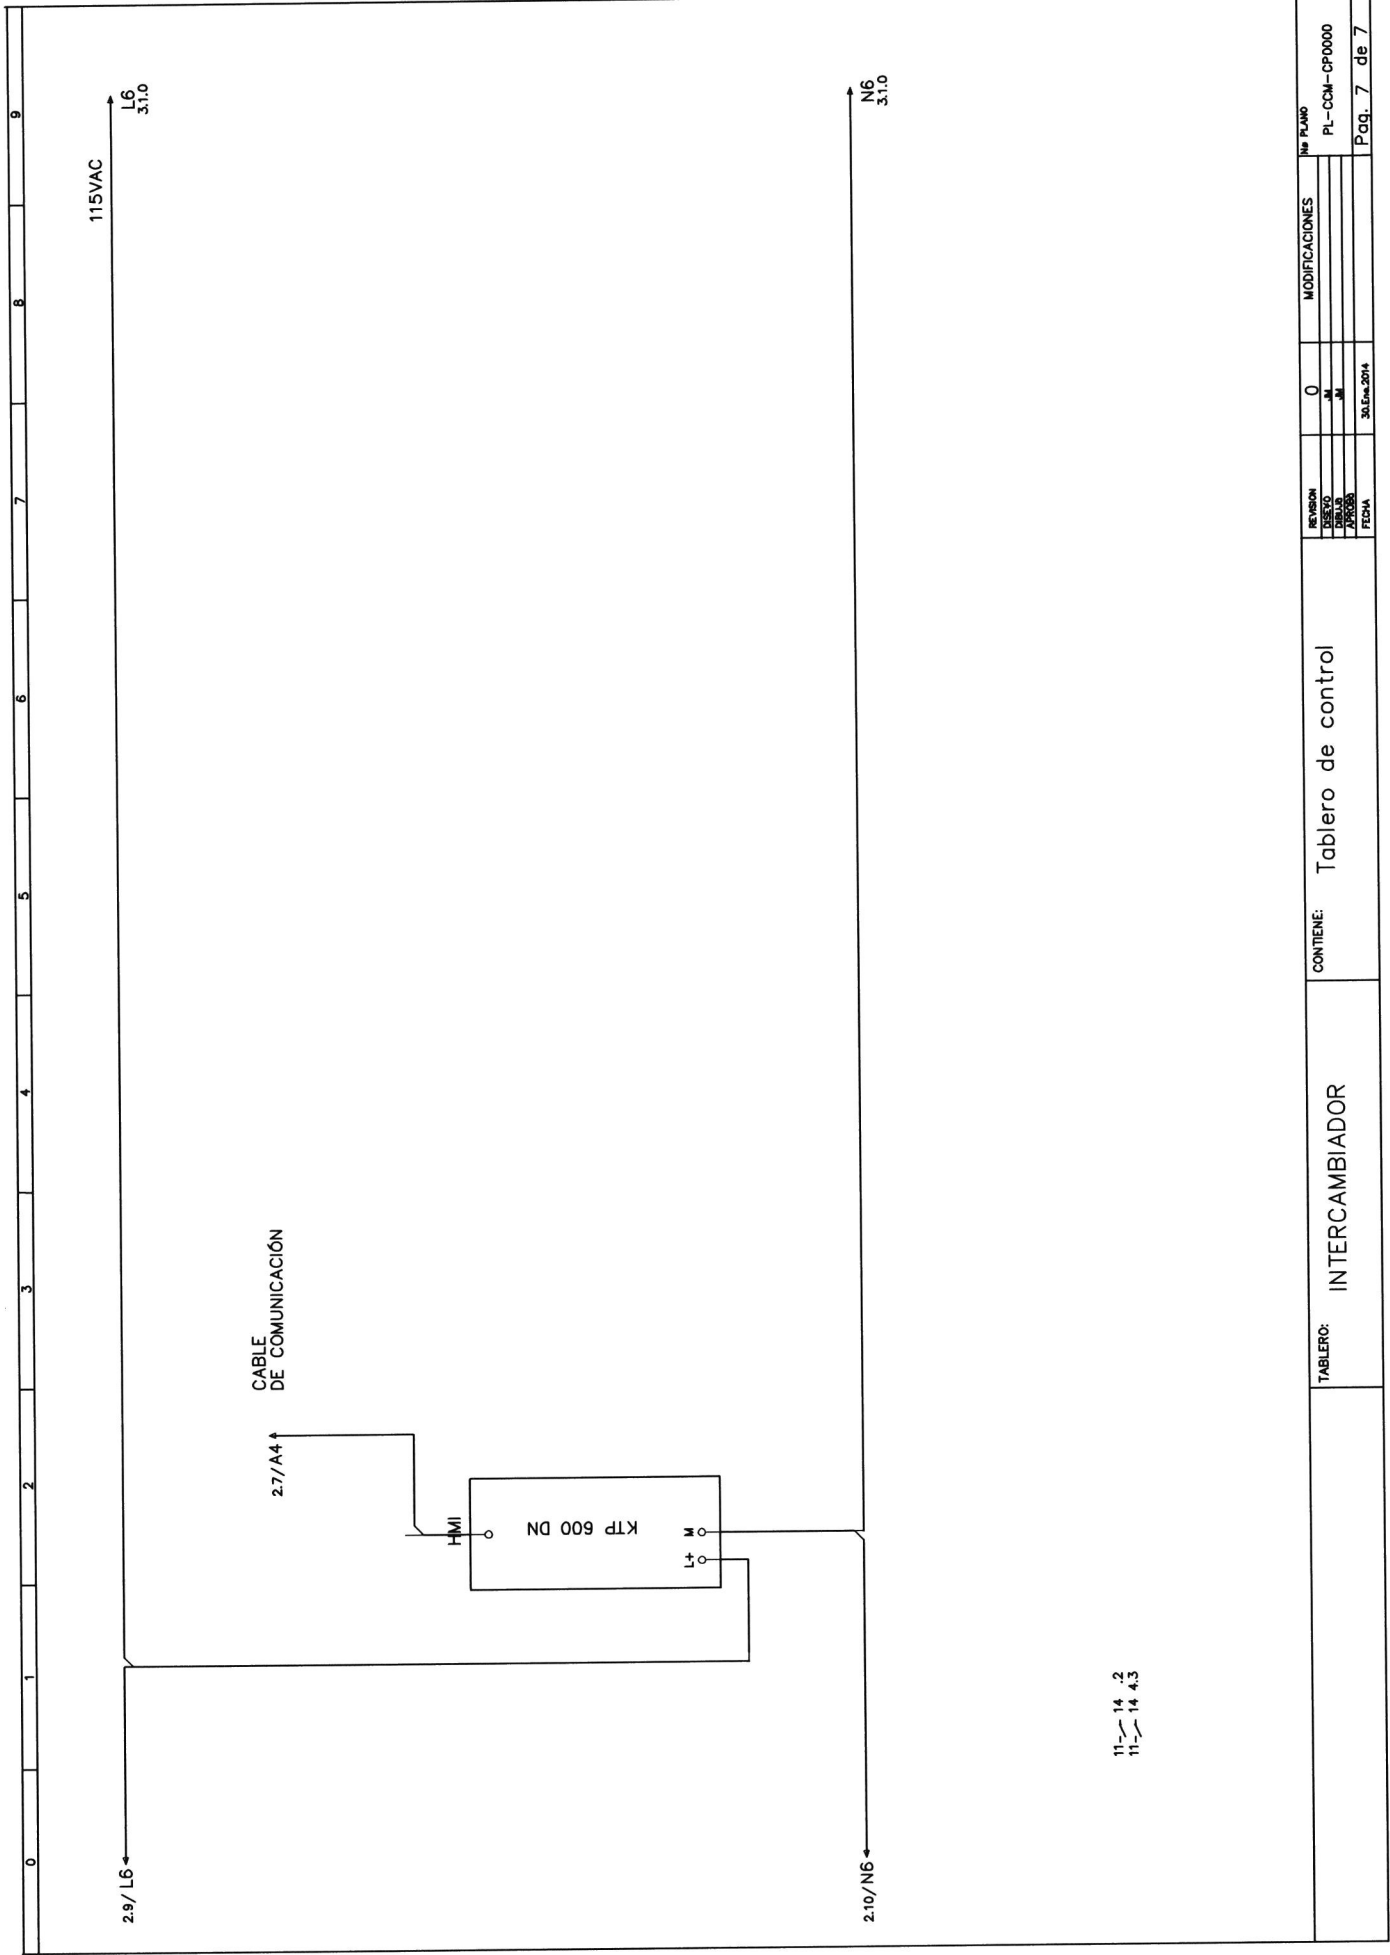 0 1 2 3 4 5 6 7 8 9
115VAC
2.9/ L6
L6
3.1.0
CABLE
DE COMUNICACIÓN
2.7/A4
HMI
KTP 600 DN
L+ M
2.10/N6
N6
3.1.0
11- 14 .2
11- 14 4.3
TABLERO:
INTERCAMBIADOR
CONTIENE:
Tablero de control
REVISION 0 MODIFICACIONES
DISEÑO JM
DIBUJO JM
APROBÓ
FECHA 30.Ene.2014
No PLANO
PL-CCM-CP0000
Pag. 7 de 7